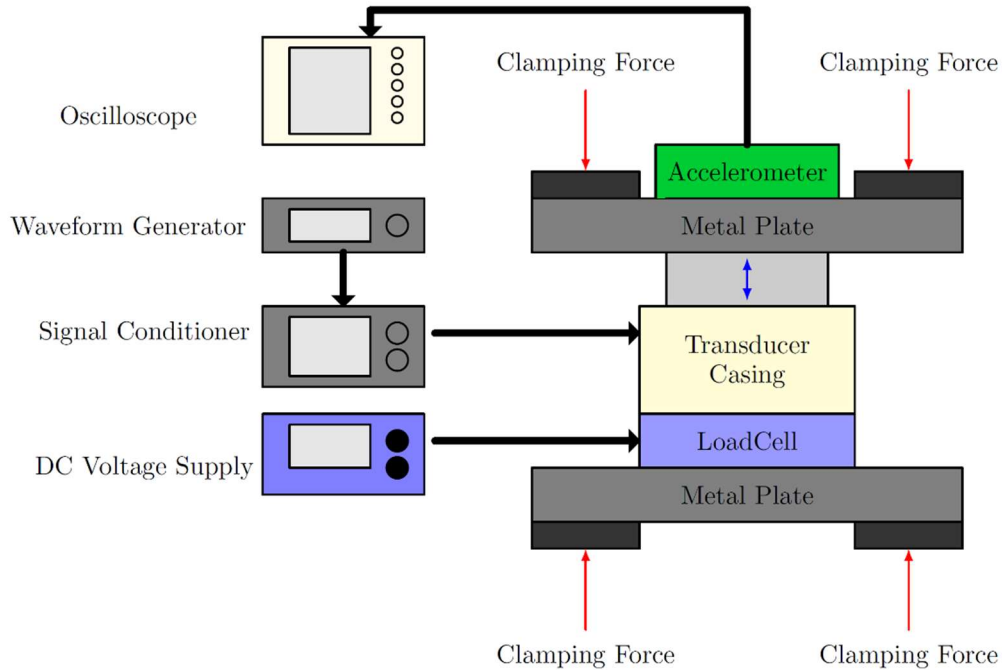 Clamping Force
Clamping Force
Oscilloscope
Accelerometer
Waveform Generator
Metal Plate
Signal Conditioner
Transducer
Casing
LoadCell
DC Voltage Supply
Metal Plate
Clamping Force
Clamping Force